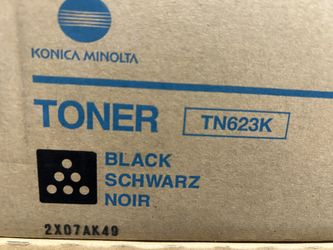 KONICA MINOLTA
TONER TN623K
BLACK
SCHWARZ
NOIR
2X07AK49